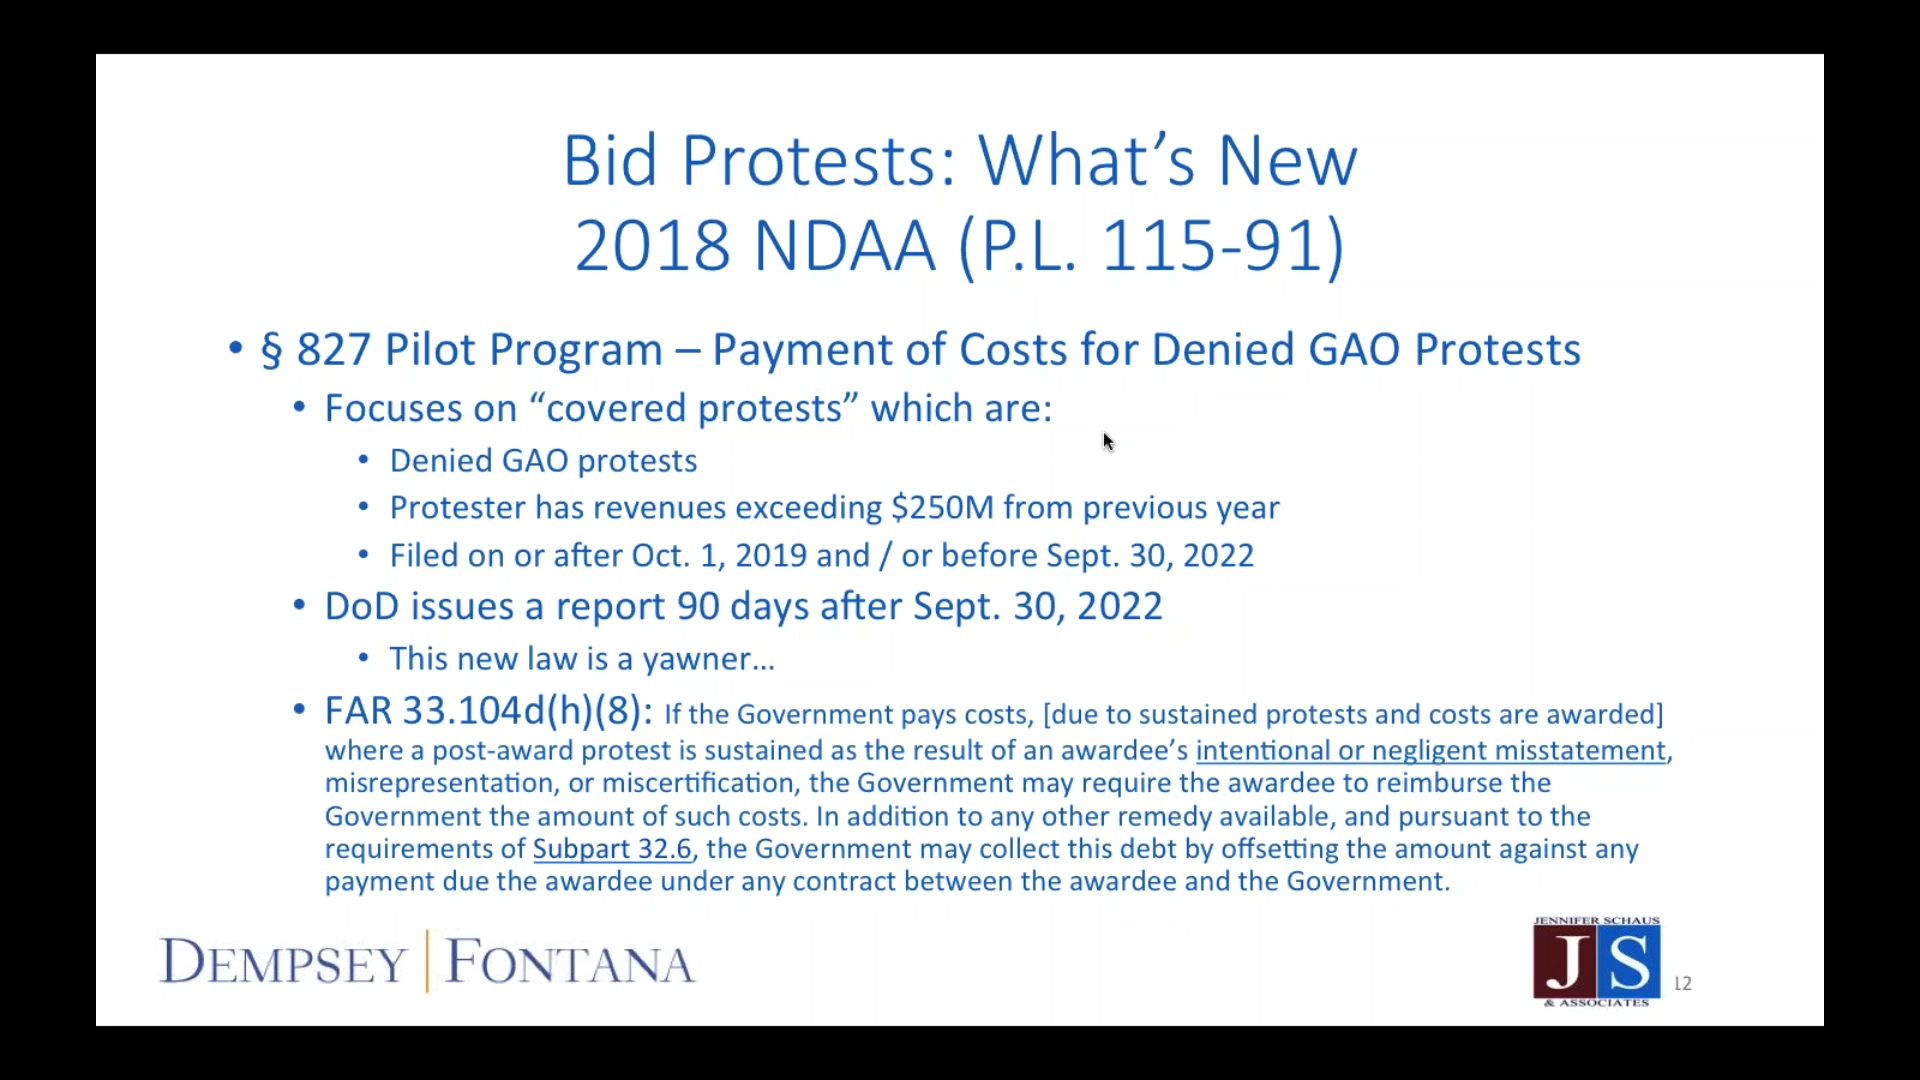 Bid Protests: What’s New
2018 NDAA (P.L. 115-91)
• § 827 Pilot Program – Payment of Costs for Denied GAO Protests
• Focuses on “covered protests” which are:
• Denied GAO protests
• Protester has revenues exceeding $250M from previous year
• Filed on or after Oct. 1, 2019 and / or before Sept. 30, 2022
• DoD issues a report 90 days after Sept. 30, 2022
• This new law is a yawner...
• FAR 33.104d(h)(8): If the Government pays costs, [due to sustained protests and costs are awarded]
where a post-award protest is sustained as the result of an awardee’s intentional or negligent misstatement,
misrepresentation, or miscertification, the Government may require the awardee to reimburse the
Government the amount of such costs. In addition to any other remedy available, and pursuant to the
requirements of Subpart 32.6, the Government may collect this debt by offsetting the amount against any
payment due the awardee under any contract between the awardee and the Government.
DEMPSEY | FONTANA
JENNIFER SCHAUS
JS
& ASSOCIATES
12